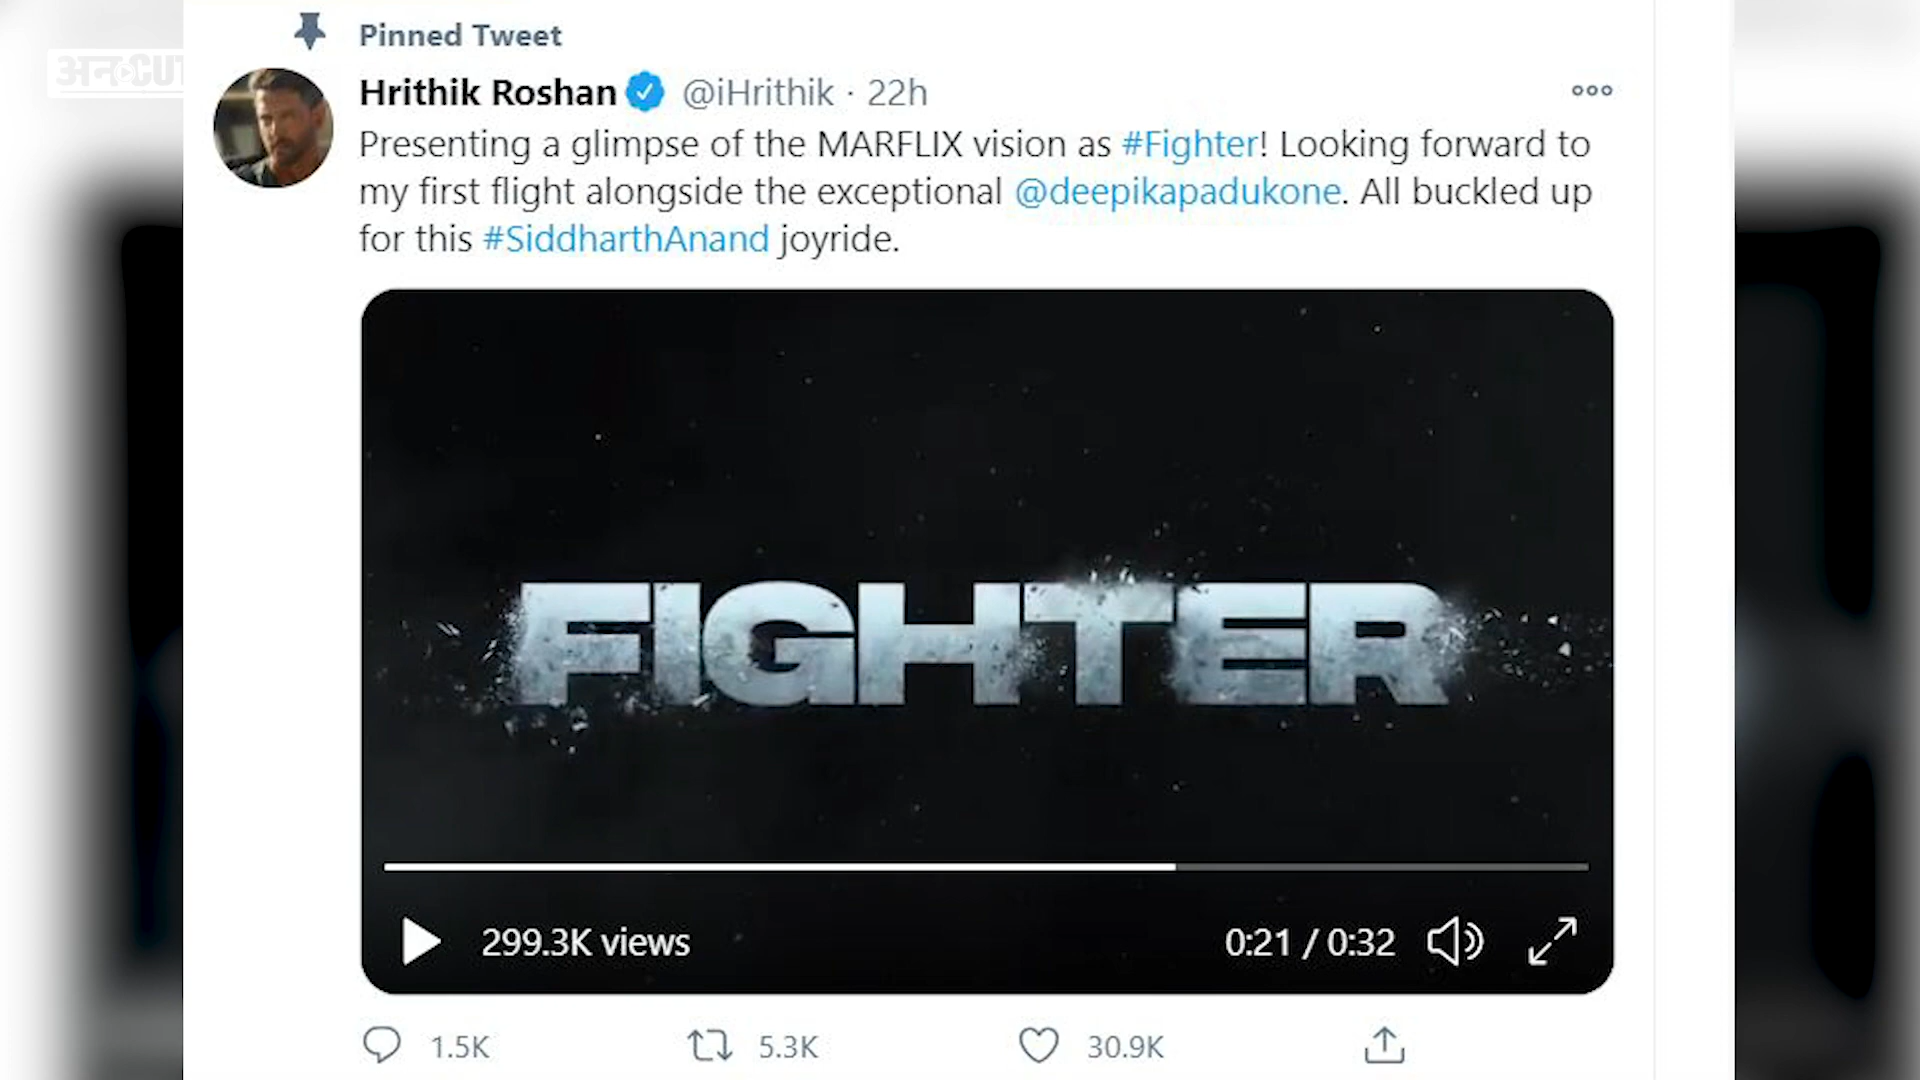 Pinned Tweet
अनCUT
Hrithik Roshan @iHrithik · 22h
Presenting a glimpse of the MARFLIX vision as #Fighter! Looking forward to
my first flight alongside the exceptional @deepikapadukone. All buckled up
for this #SiddharthAnand joyride.
FIGHTER
299.3K views
0:21 / 0:32
1.5K
5.3K
30.9K